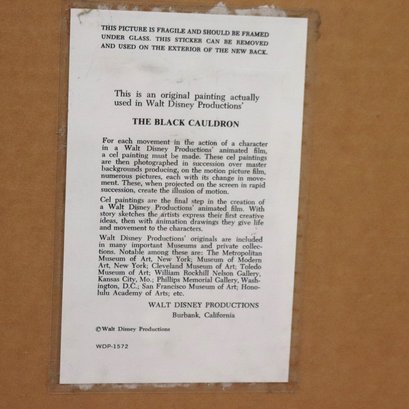 THIS PICTURE IS FRAGILE AND SHOULD BE FRAMED
UNDER GLASS. THIS STICKER CAN BE REMOVED
AND USED ON THE EXTERIOR OF THE NEW BACK.
This is an original painting actually
used in Walt Disney Productions'
THE BLACK CAULDRON
For each movement in the action of a character
in a Walt Disney Productions' animated film,
a cel painting must be made. These cel paintings
are then photographed in succession over master
backgrounds producing, on the motion picture film,
numerous pictures, each with its change in move-
ment. These, when projected on the screen in rapid
succession, create the illusion of motion.
Cel paintings are the final step in the creation of
a Walt Disney Productions' animated film. With
story sketches the artists express their first creative
ideas, then with animation drawings they give life
and movement to the characters.
Walt Disney Productions' originals are included
in many important Museums and private collec-
tions. Notable among these are: The Metropolitan
Museum of Art, New York; Museum of Modern
Art, New York; Cleveland Museum of Art; Toledo
Museum of Art; William Rockhill Nelson Gallery,
Kansas City, Mo.; Phillips Memorial Gallery, Wash-
ington, D.C.; San Francisco Museum of Art; Hono-
lulu Academy of Arts; etc.
WALT DISNEY PRODUCTIONS
Burbank, California
© Walt Disney Productions
WDP-1572